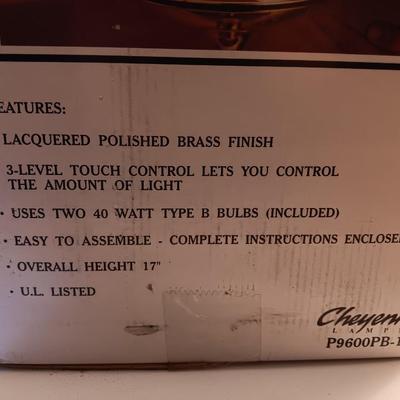 EATURES:
LACQUERED POLISHED BRASS FINISH
3-LEVEL TOUCH CONTROL LETS YOU CONTROL
THE AMOUNT OF LIGHT
• USES TWO 40 WATT TYPE B BULBS (INCLUDED)
• EASY TO ASSEMBLE - COMPLETE INSTRUCTIONS ENCLOSE
• OVERALL HEIGHT 17"
• U.L. LISTED
Cheyenn
LAMP
P9600PB-1